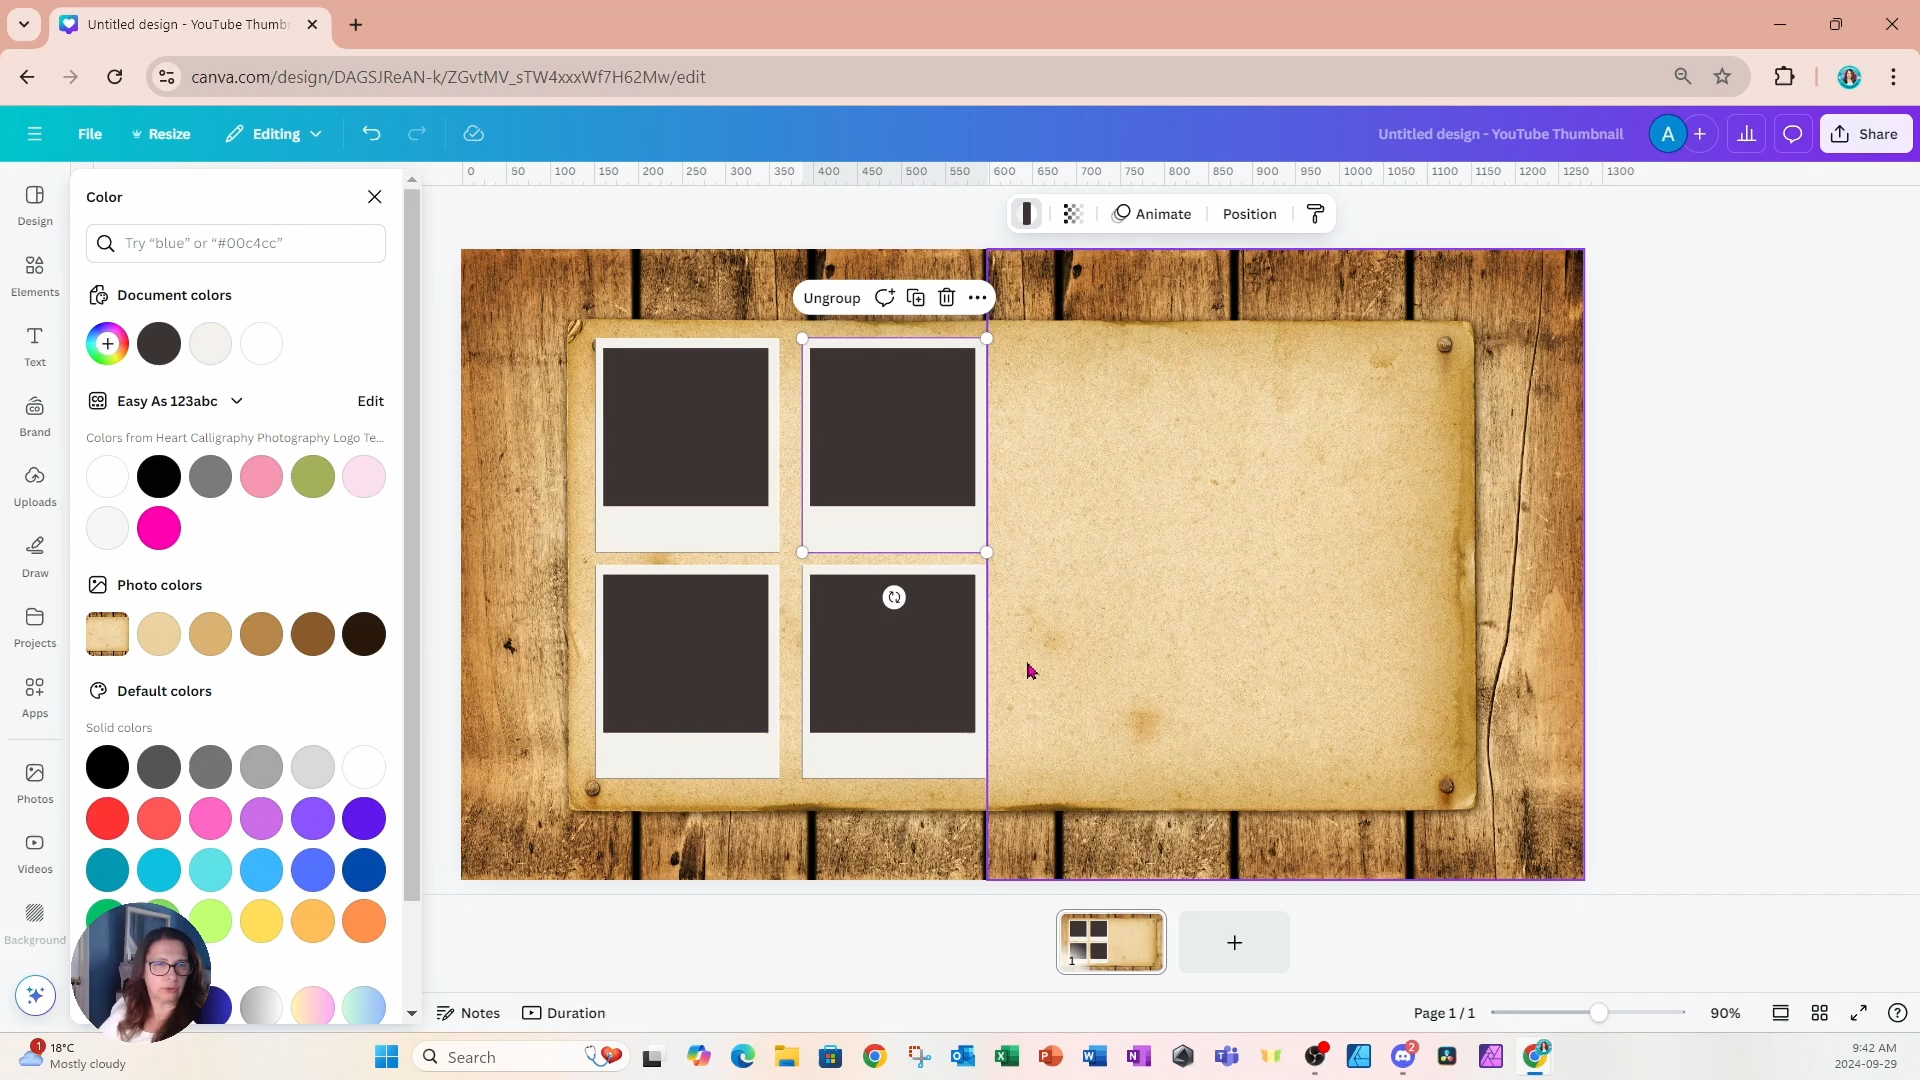 Untitled design - YouTube Thumbn
canva.com/design/DAGSJReAN-k/ZGvtMV_sTW4xxxWf7H62Mw/edit
File
Resize
Editing
Untitled design - YouTube Thumbnail
A
Share
0 50 100 150 200 250 300 350 400 450 500 550 600 650 700 750 800 850 900 950 1000 1050 1100 1150 1200 1250 1300
Design
Elements
Text
Brand
Uploads
Draw
Projects
Apps
Photos
Videos
Background
Color
Try “blue” or “#00c4cc”
Document colors
Easy As 123abc
Edit
Colors from Heart Calligraphy Photography Logo Te...
Photo colors
Default colors
Solid colors
Animate
Position
Ungroup
1
Notes
Duration
Page 1 / 1
90%
1
18°C
Mostly cloudy
Search
2
9:42 AM
2024-09-29